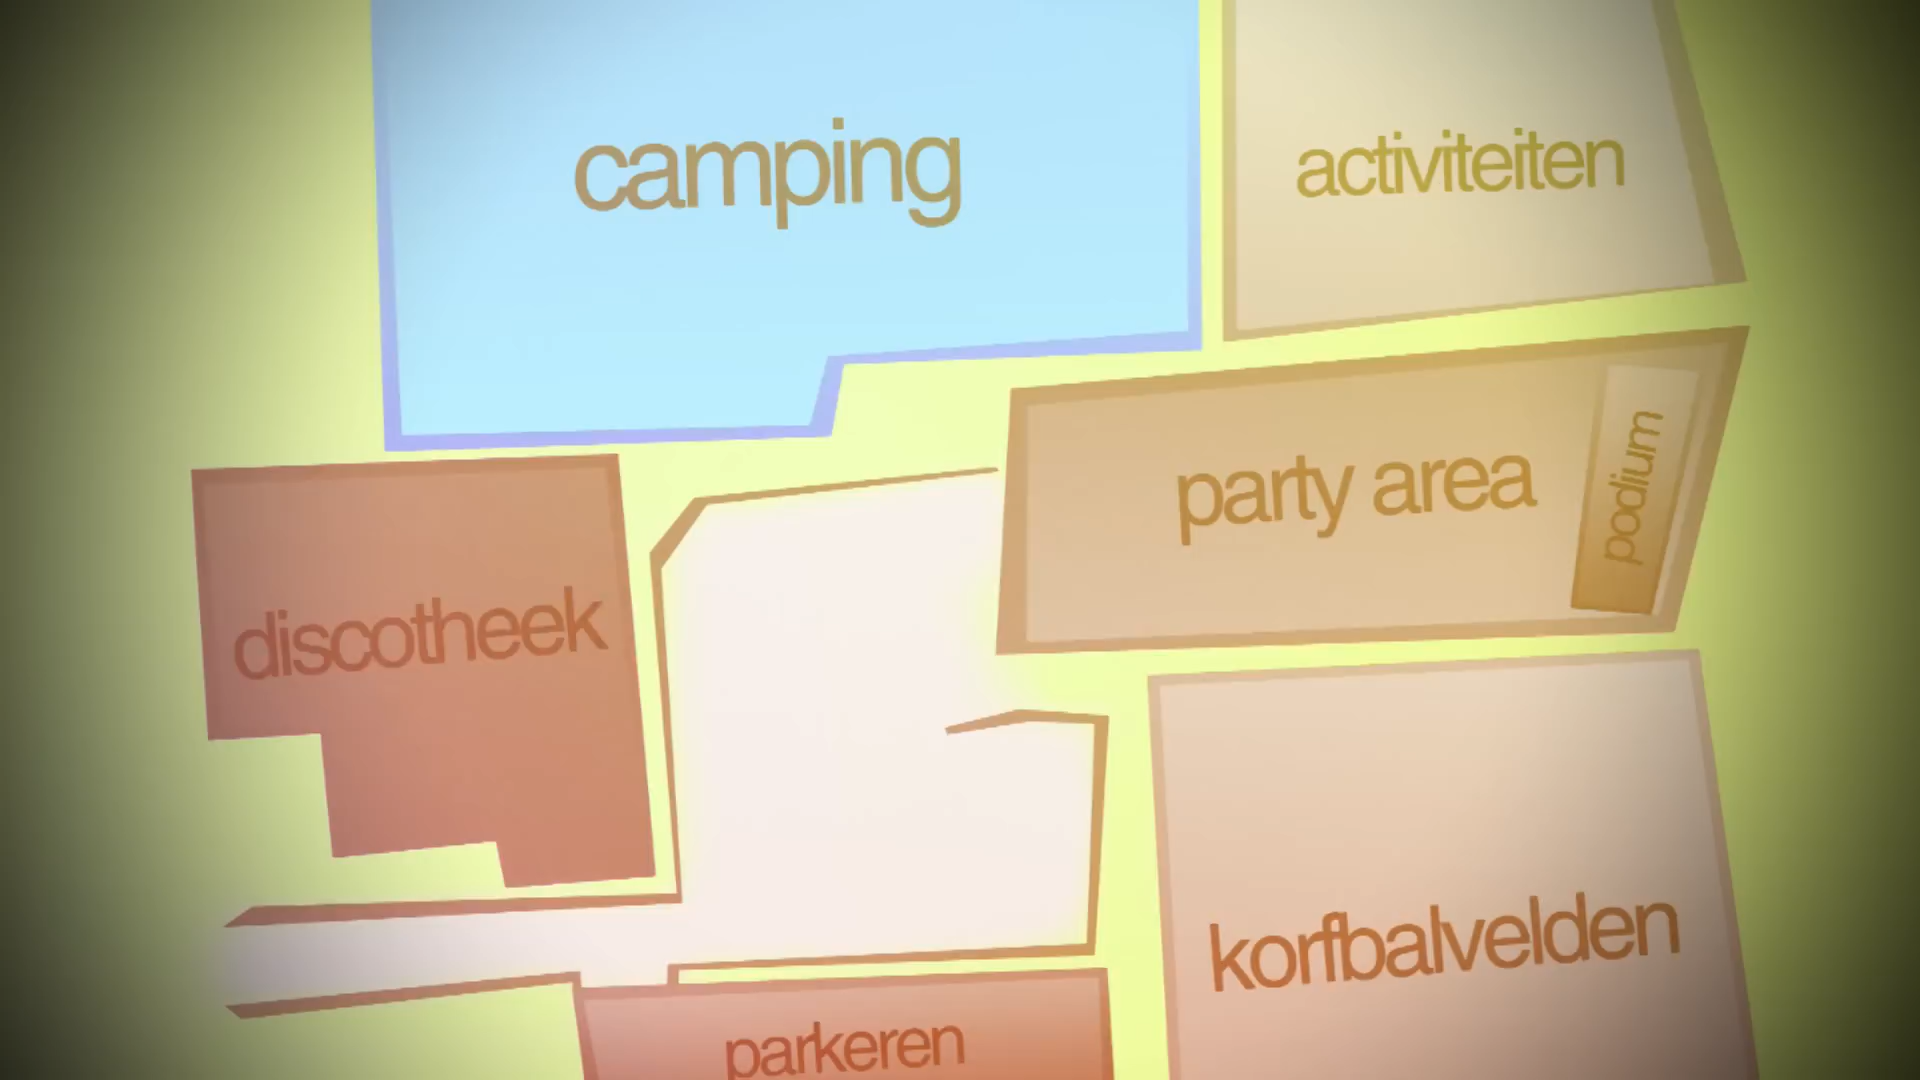 camping
activiteiten
party area
podium
discotheek
korfbalvelden
parkeren